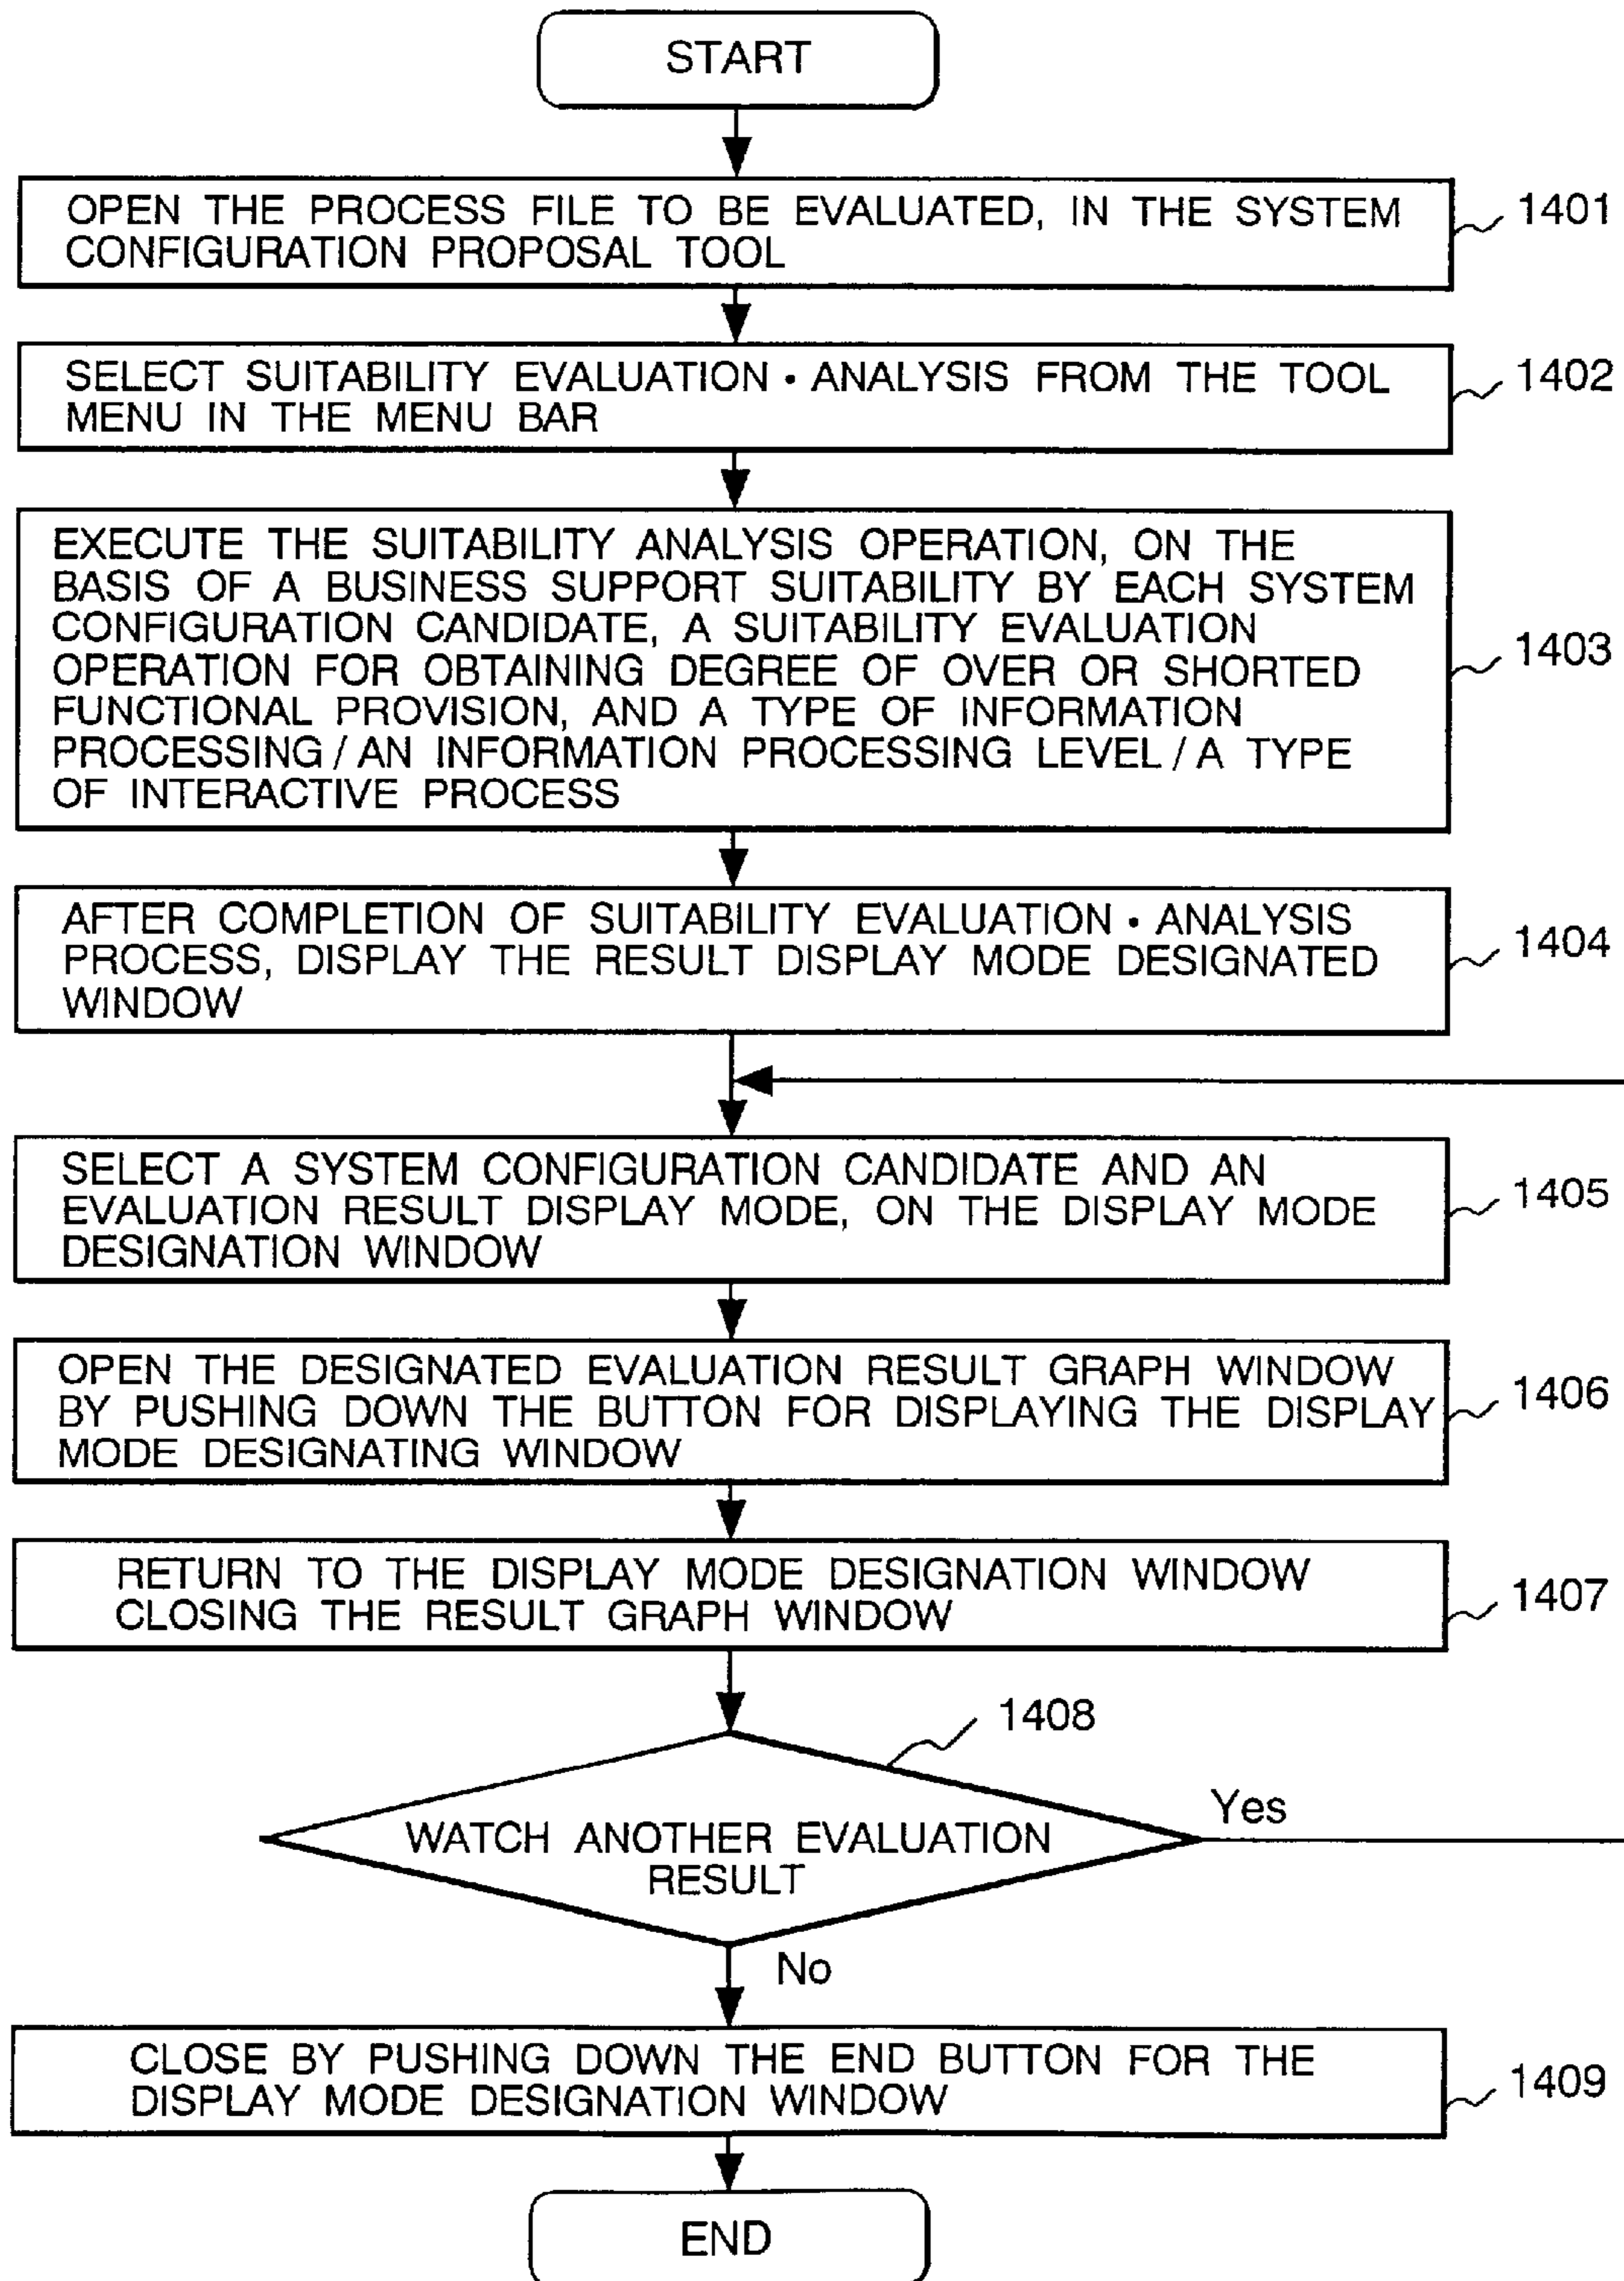 START
OPEN THE PROCESS FILE TO BE EVALUATED, IN THE SYSTEM
CONFIGURATION PROPOSAL TOOL
1401
SELECT SUITABILITY EVALUATION • ANALYSIS FROM THE TOOL
MENU IN THE MENU BAR
1402
EXECUTE THE SUITABILITY ANALYSIS OPERATION, ON THE
BASIS OF A BUSINESS SUPPORT SUITABILITY BY EACH SYSTEM
CONFIGURATION CANDIDATE, A SUITABILITY EVALUATION
OPERATION FOR OBTAINING DEGREE OF OVER OR SHORTED
FUNCTIONAL PROVISION, AND A TYPE OF INFORMATION
PROCESSING / AN INFORMATION PROCESSING LEVEL / A TYPE
OF INTERACTIVE PROCESS
1403
AFTER COMPLETION OF SUITABILITY EVALUATION • ANALYSIS
PROCESS, DISPLAY THE RESULT DISPLAY MODE DESIGNATED
WINDOW
1404
SELECT A SYSTEM CONFIGURATION CANDIDATE AND AN
EVALUATION RESULT DISPLAY MODE, ON THE DISPLAY MODE
DESIGNATION WINDOW
1405
OPEN THE DESIGNATED EVALUATION RESULT GRAPH WINDOW
BY PUSHING DOWN THE BUTTON FOR DISPLAYING THE DISPLAY
MODE DESIGNATING WINDOW
1406
RETURN TO THE DISPLAY MODE DESIGNATION WINDOW
CLOSING THE RESULT GRAPH WINDOW
1407
1408
WATCH ANOTHER EVALUATION
RESULT
Yes
No
CLOSE BY PUSHING DOWN THE END BUTTON FOR THE
DISPLAY MODE DESIGNATION WINDOW
1409
END